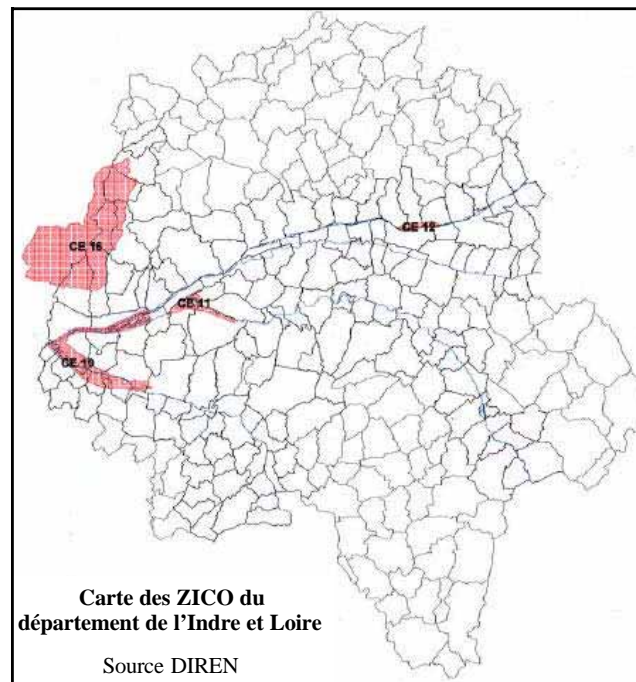 CE 12
CE 16
CE 11
CE 10
Carte des ZICO du
département de l'Indre et Loire
Source DIREN